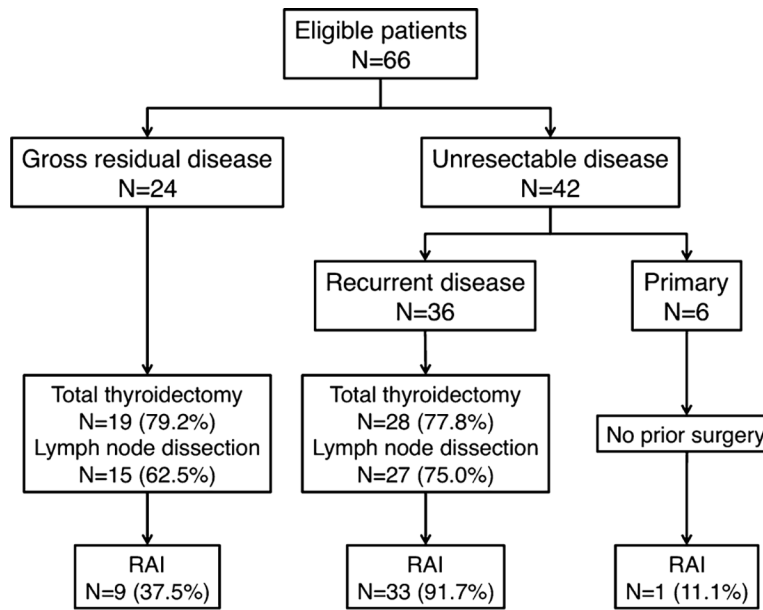 Eligible patients
N=66
Gross residual disease
N=24
Unresectable disease
N=42
Recurrent disease
N=36
Primary
N=6
Total thyroidectomy
N=19 (79.2%)
Lymph node dissection
N=15 (62.5%)
Total thyroidectomy
N=28 (77.8%)
Lymph node dissection
N=27 (75.0%)
No prior surgery
RAI
N=9 (37.5%)
RAI
N=33 (91.7%)
RAI
N=1 (11.1%)